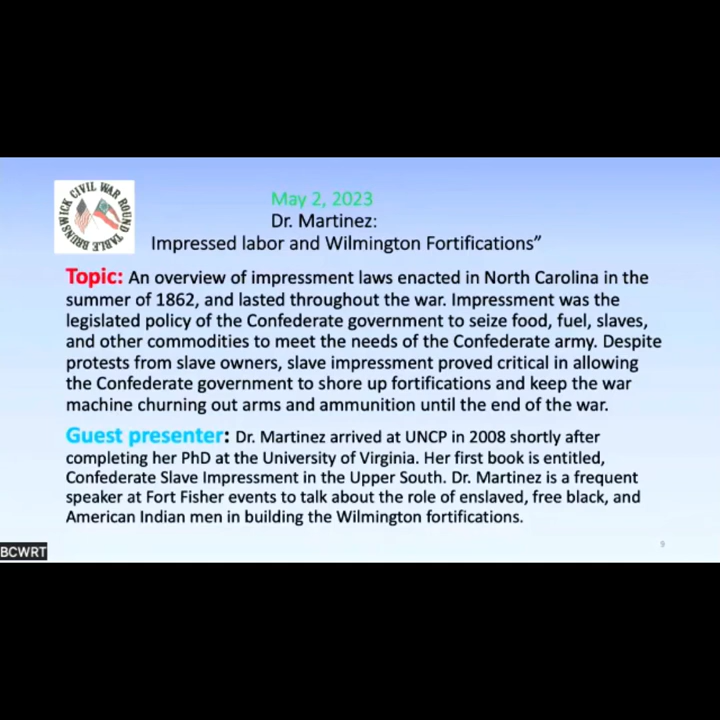 BRUNSWICK CIVIL WAR ROUND TABLE
May 2, 2023
Dr. Martinez:
Impressed labor and Wilmington Fortifications”
Topic: An overview of impressment laws enacted in North Carolina in the
summer of 1862, and lasted throughout the war. Impressment was the
legislated policy of the Confederate government to seize food, fuel, slaves,
and other commodities to meet the needs of the Confederate army. Despite
protests from slave owners, slave impressment proved critical in allowing
the Confederate government to shore up fortifications and keep the war
machine churning out arms and ammunition until the end of the war.
Guest presenter: Dr. Martinez arrived at UNCP in 2008 shortly after
completing her PhD at the University of Virginia. Her first book is entitled,
Confederate Slave Impressment in the Upper South. Dr. Martinez is a frequent
speaker at Fort Fisher events to talk about the role of enslaved, free black, and
American Indian men in building the Wilmington fortifications.
9
BCWRT